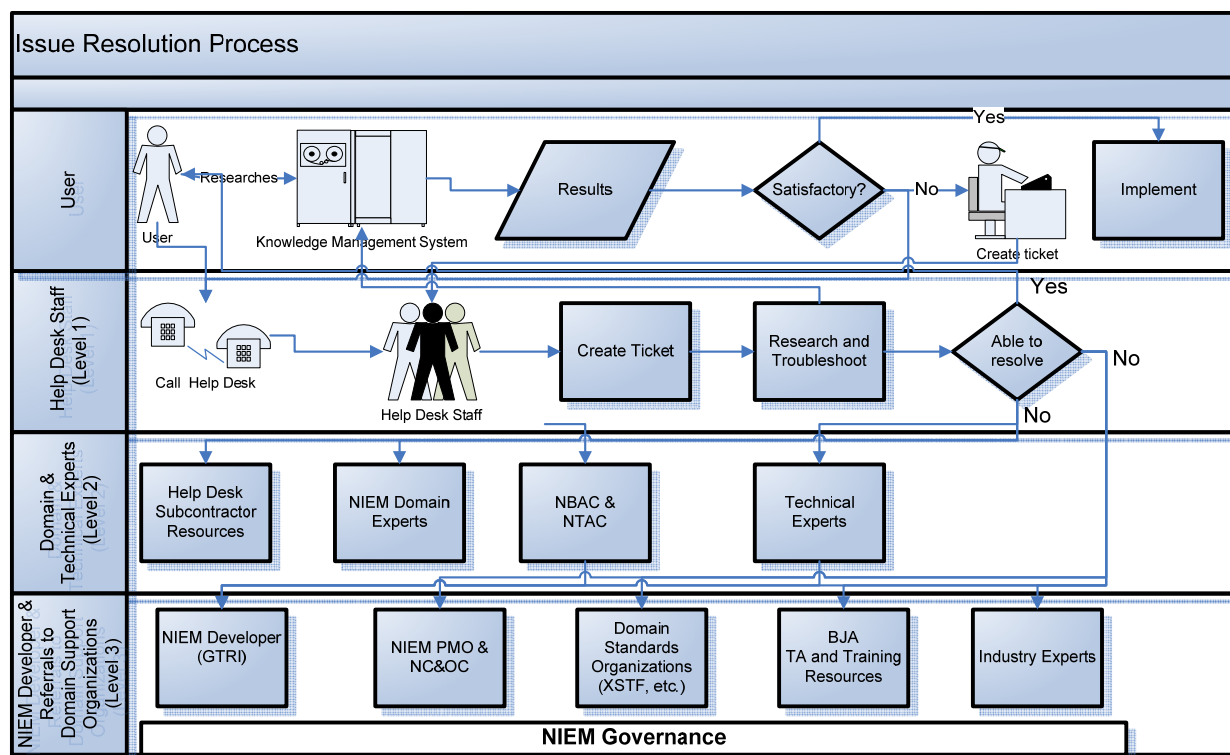 Issue Resolution Process
User
Researches
User
Knowledge Management System
Results
Satisfactory?
Yes
No
Create ticket
Implement
Help Desk Staff
(Level 1)
Call Help Desk
Help Desk Staff
Create Ticket
Research and
Troubleshoot
Able to
resolve
Yes
No
No
Domain &
Technical Experts
(Level 2)
Help Desk
Subcontractor
Resources
NIEM Domain
Experts
NBAC &
NTAC
Technical
Experts
NIEM Developer &
Referrals to
Domain Support
Organizations
(Level 3)
NIEM Developer
(GTRI)
NIEM PMO &
NC&OC
Domain
Standards
Organizations
(XSTF, etc.)
BJA
TA and Training
Resources
Industry Experts
NIEM Governance